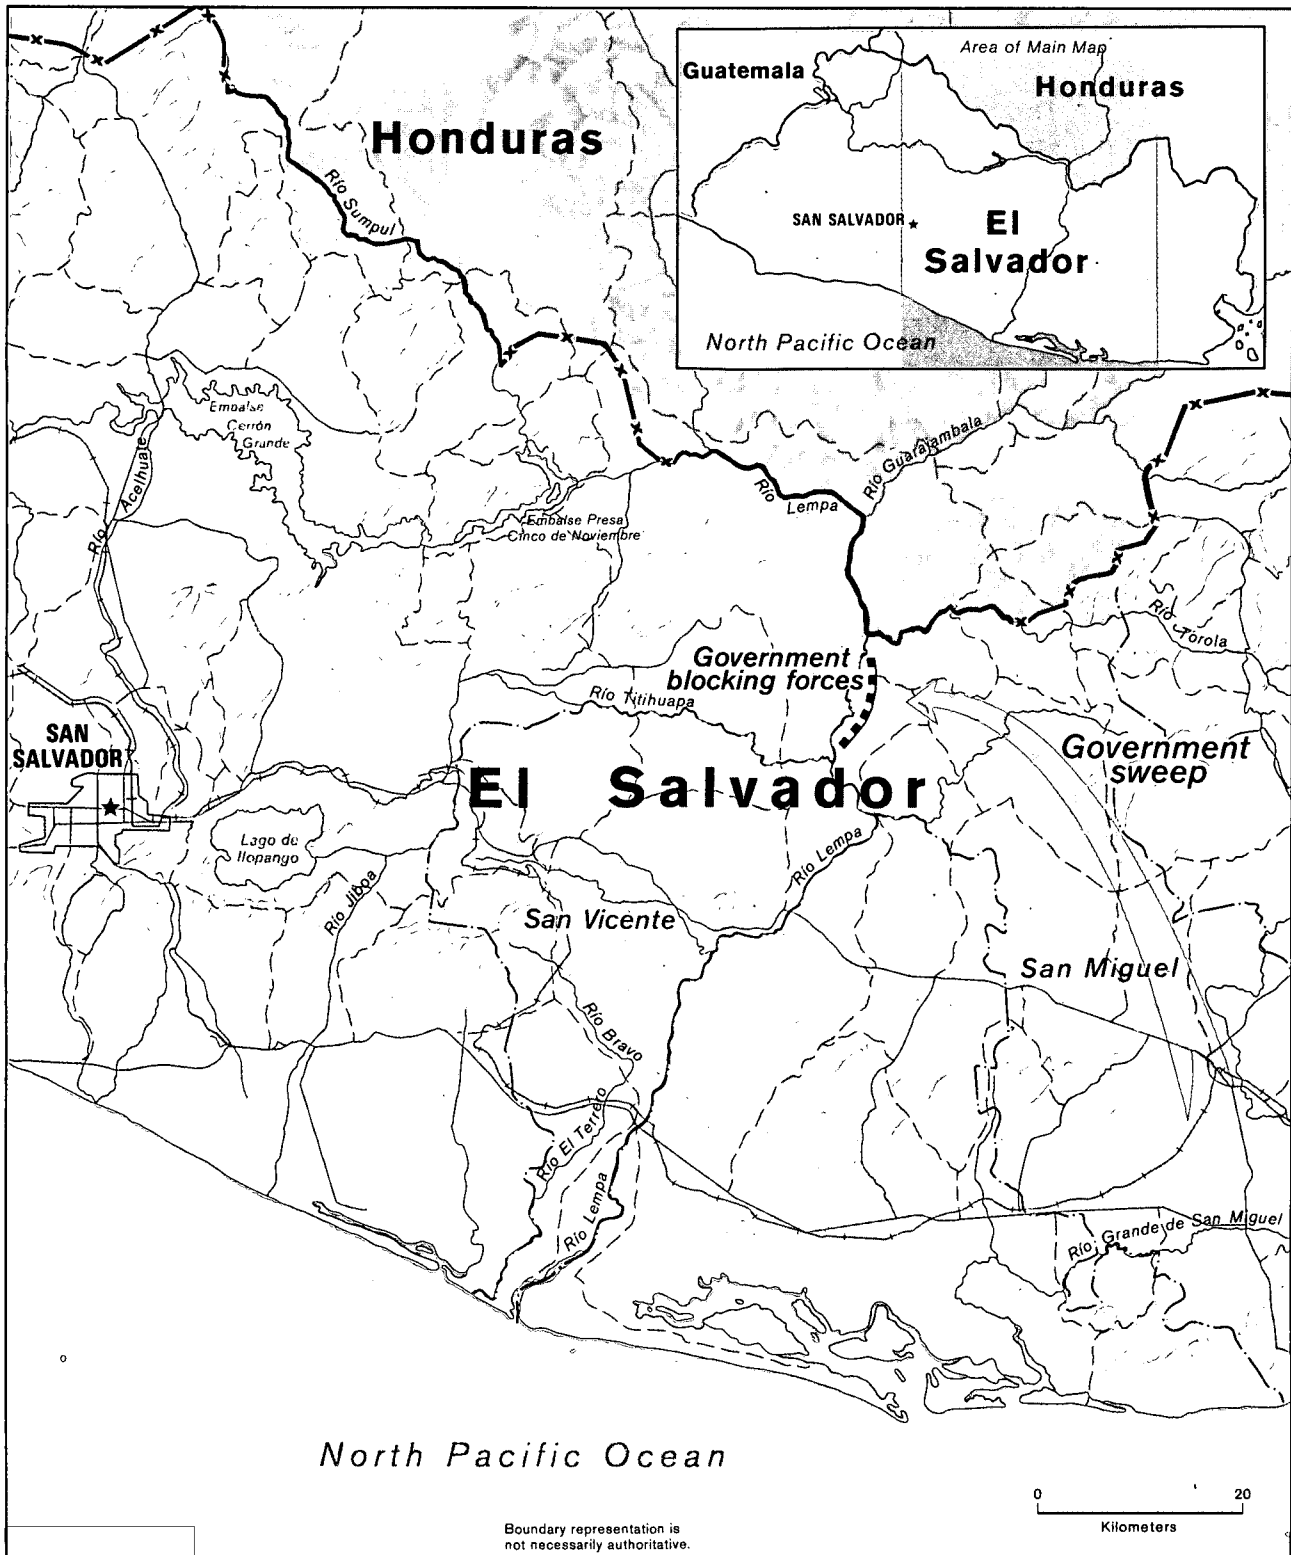 Area of Main Map
Guatemala
Honduras
SAN SALVADOR
El
Salvador
North Pacific Ocean
Honduras
Río Sumpul
Embalse
Cerrón
Grande
Río Acelhuate
Embalse Presa
Cinco de Noviembre
Río
Lempa
Río Guarajambala
Río Torola
Government
blocking forces
Río Titihuapa
Government
sweep
SAN
SALVADOR
El Salvador
Lago de
Ilopango
Río Jiboa
Río Lempa
San Vicente
San Miguel
Río Bravo
Río El Terrero
Río Lempa
Río Grande de San Miguel
North Pacific Ocean
0 20
Kilometers
Boundary representation is
not necessarily authoritative.